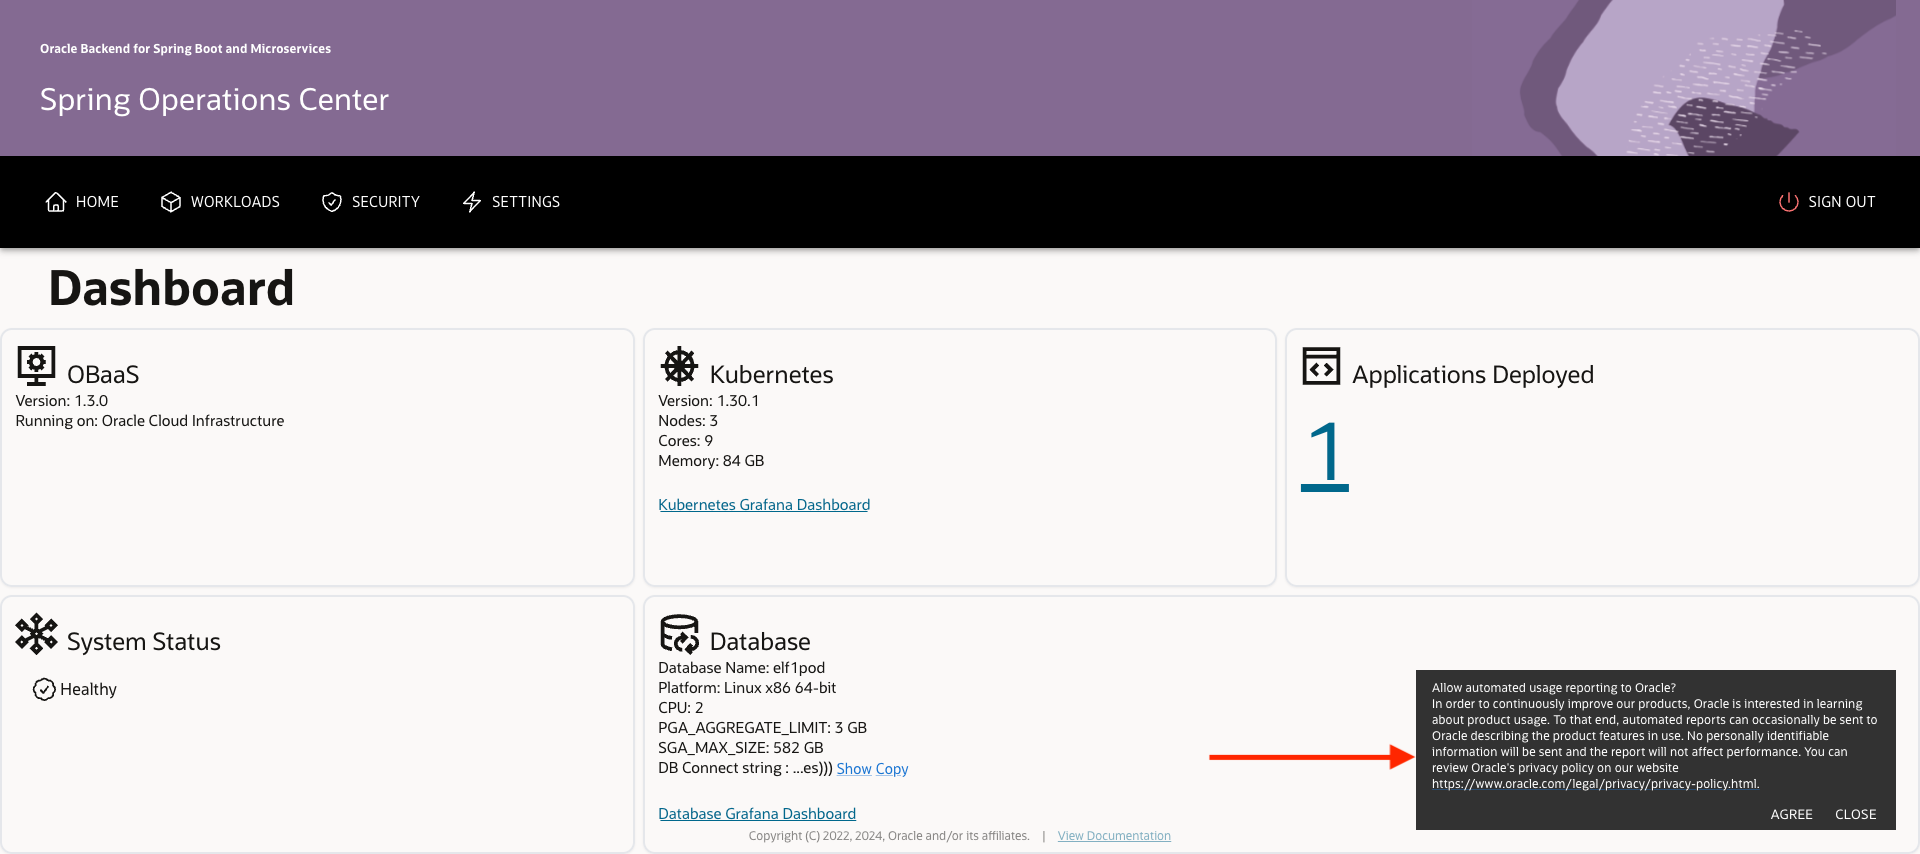 Oracle Backend for Spring Boot and Microservices
Spring Operations Center
HOME WORKLOADS SECURITY SETTINGS SIGN OUT
Dashboard
OBaaS
Version: 1.3.0
Running on: Oracle Cloud Infrastructure
Kubernetes
Version: 1.30.1
Nodes: 3
Cores: 9
Memory: 84 GB
Kubernetes Grafana Dashboard
Applications Deployed
1
System Status
Healthy
Database
Database Name: elf1pod
Platform: Linux x86 64-bit
CPU: 2
PGA_AGGREGATE_LIMIT: 3 GB
SGA_MAX_SIZE: 582 GB
DB Connect string : ...es))) Show Copy
Database Grafana Dashboard
Allow automated usage reporting to Oracle?
In order to continuously improve our products, Oracle is interested in learning
about product usage. To that end, automated reports can occasionally be sent to
Oracle describing the product features in use. No personally identifiable
information will be sent and the report will not affect performance. You can
review Oracle's privacy policy on our website
https://www.oracle.com/legal/privacy/privacy-policy.html.
AGREE CLOSE
Copyright (C) 2022, 2024, Oracle and/or its affiliates. | View Documentation